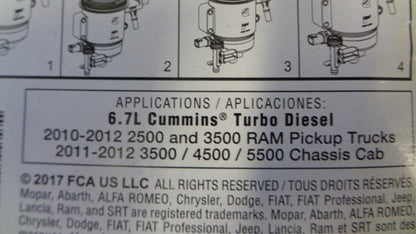 1 2 3 4
APPLICATIONS / APLICACIONES:
6.7L Cummins® Turbo Diesel
2010-2012 2500 and 3500 RAM Pickup Trucks
2011-2012 3500 / 4500 / 5500 Chassis Cab
© 2017 FCA US LLC ALL RIGHTS RESERVED / TOUS DROITS RÉSERVÉS
Mopar, Abarth, ALFA ROMEO, Chrysler, Dodge, FIAT, FIAT Professional, Jeep,
Lancia, Ram, and SRT are registered trademarks. Mopar, Abarth,
Chrysler, Dodge, FIAT, FIAT Professional, Jeep, Lancia, Ram et SRT sont des